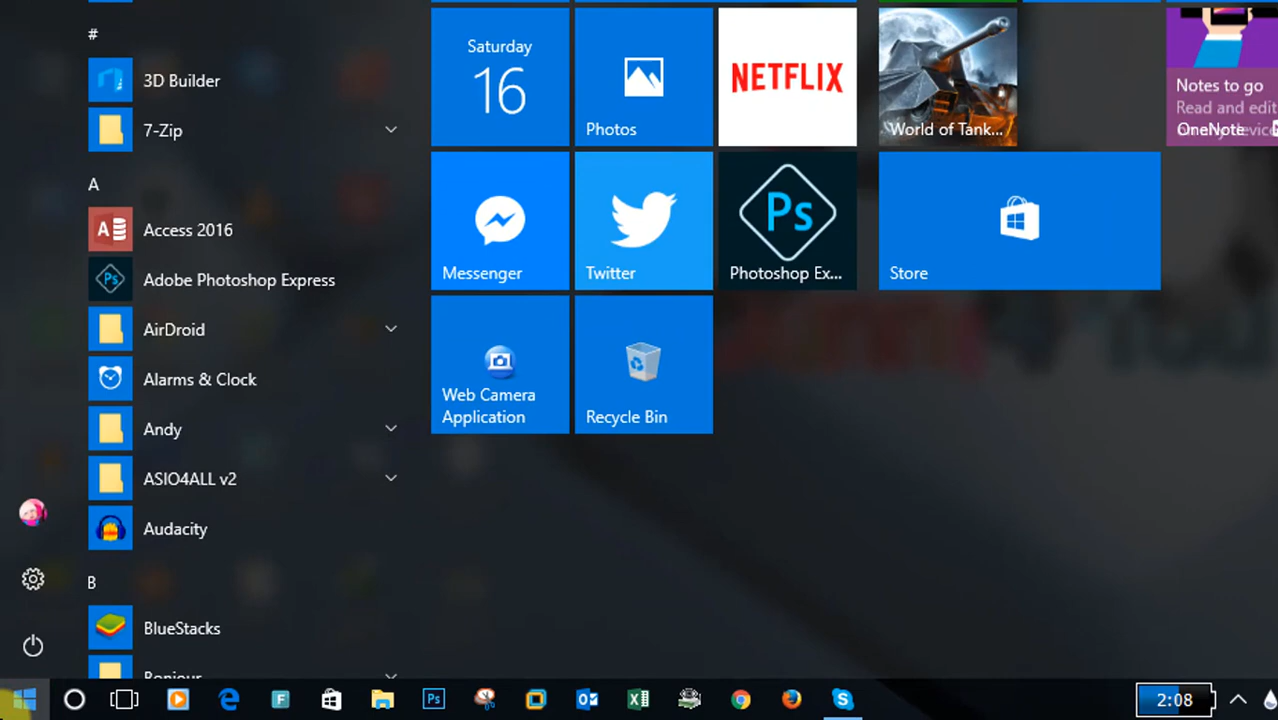 #
3D Builder
7-Zip
A
Access 2016
Adobe Photoshop Express
AirDroid
Alarms & Clock
Andy
ASIO4ALL v2
Audacity
B
BlueStacks
Bonjour
Saturday
16
Photos
NETFLIX
Messenger
Twitter
Ps
Photoshop Ex...
Web Camera
Application
Recycle Bin
World of Tank...
Store
Notes to go
Read and edit
OneNote
F
Ps
2:08